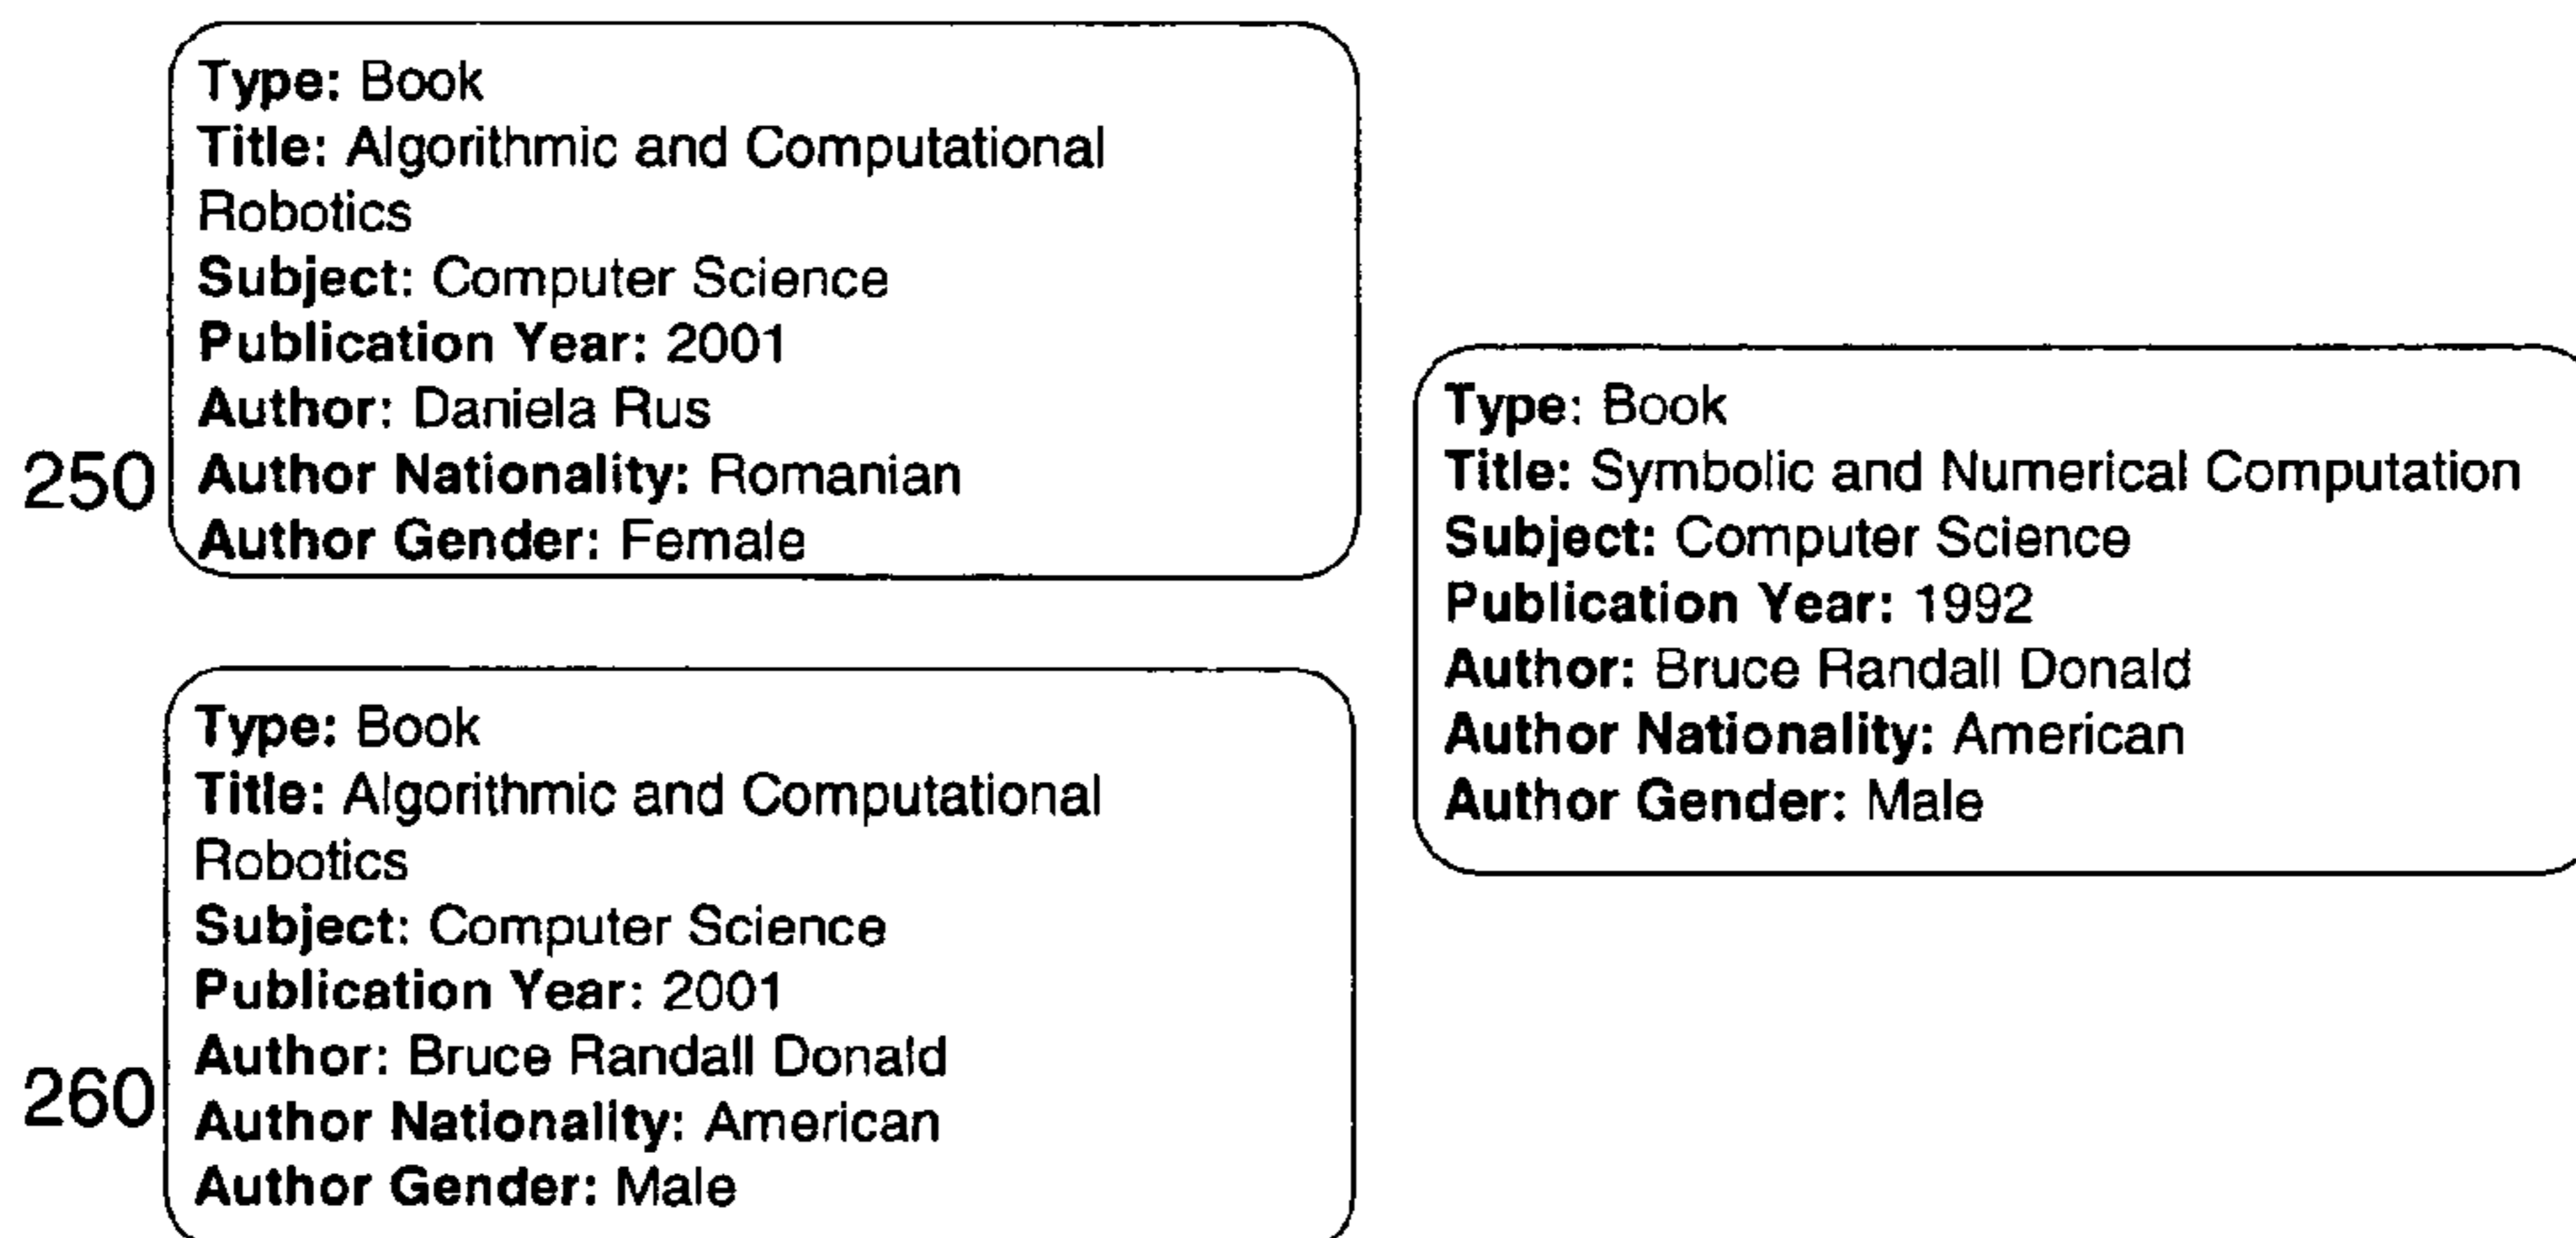 Type: Book
Title: Algorithmic and Computational
Robotics
Subject: Computer Science
Publication Year: 2001
Author: Daniela Rus
250
Author Nationality: Romanian
Author Gender: Female
Type: Book
Title: Algorithmic and Computational
Robotics
Subject: Computer Science
Publication Year: 2001
Author: Bruce Randall Donald
260
Author Nationality: American
Author Gender: Male
Type: Book
Title: Symbolic and Numerical Computation
Subject: Computer Science
Publication Year: 1992
Author: Bruce Randall Donald
Author Nationality: American
Author Gender: Male